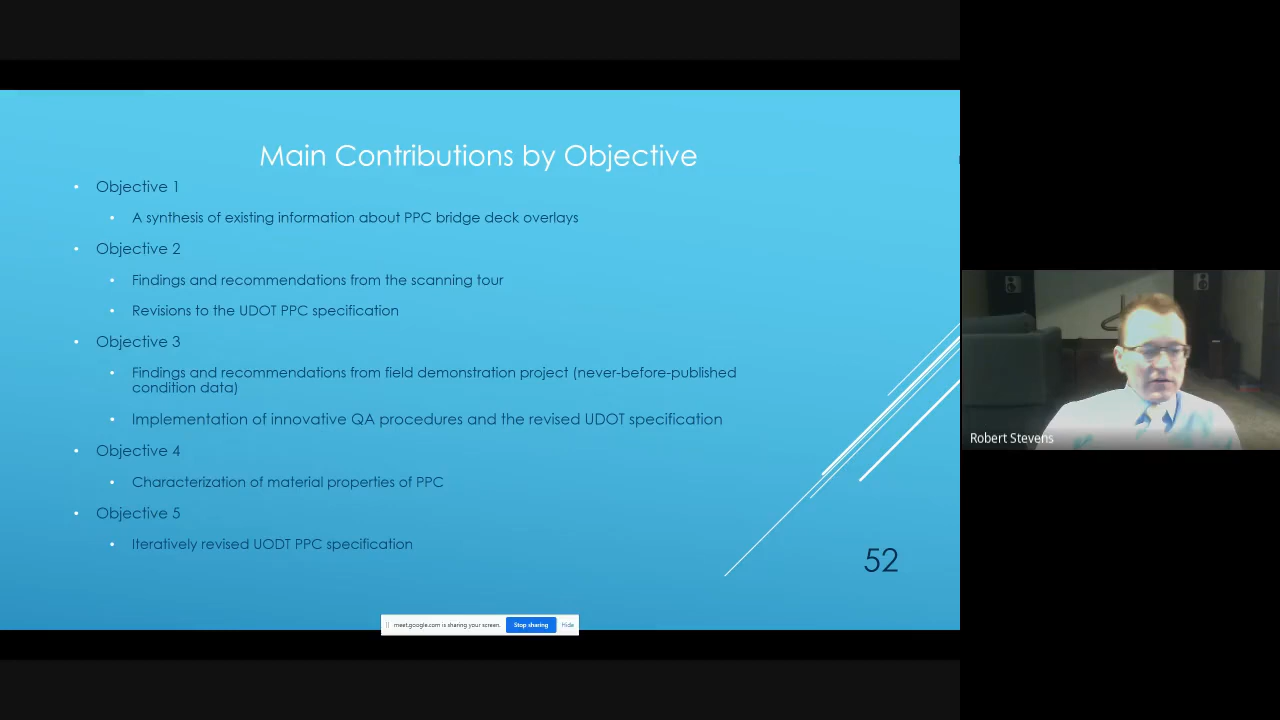 Main Contributions by Objective
• Objective 1
• A synthesis of existing information about PPC bridge deck overlays
• Objective 2
• Findings and recommendations from the scanning tour
• Revisions to the UDOT PPC specification
• Objective 3
• Findings and recommendations from field demonstration project (never-before-published
condition data)
• Implementation of innovative QA procedures and the revised UDOT specification
• Objective 4
• Characterization of material properties of PPC
• Objective 5
• Iteratively revised UODT PPC specification
52
meet.google.com is sharing your screen. Stop sharing Hide
Robert Stevens